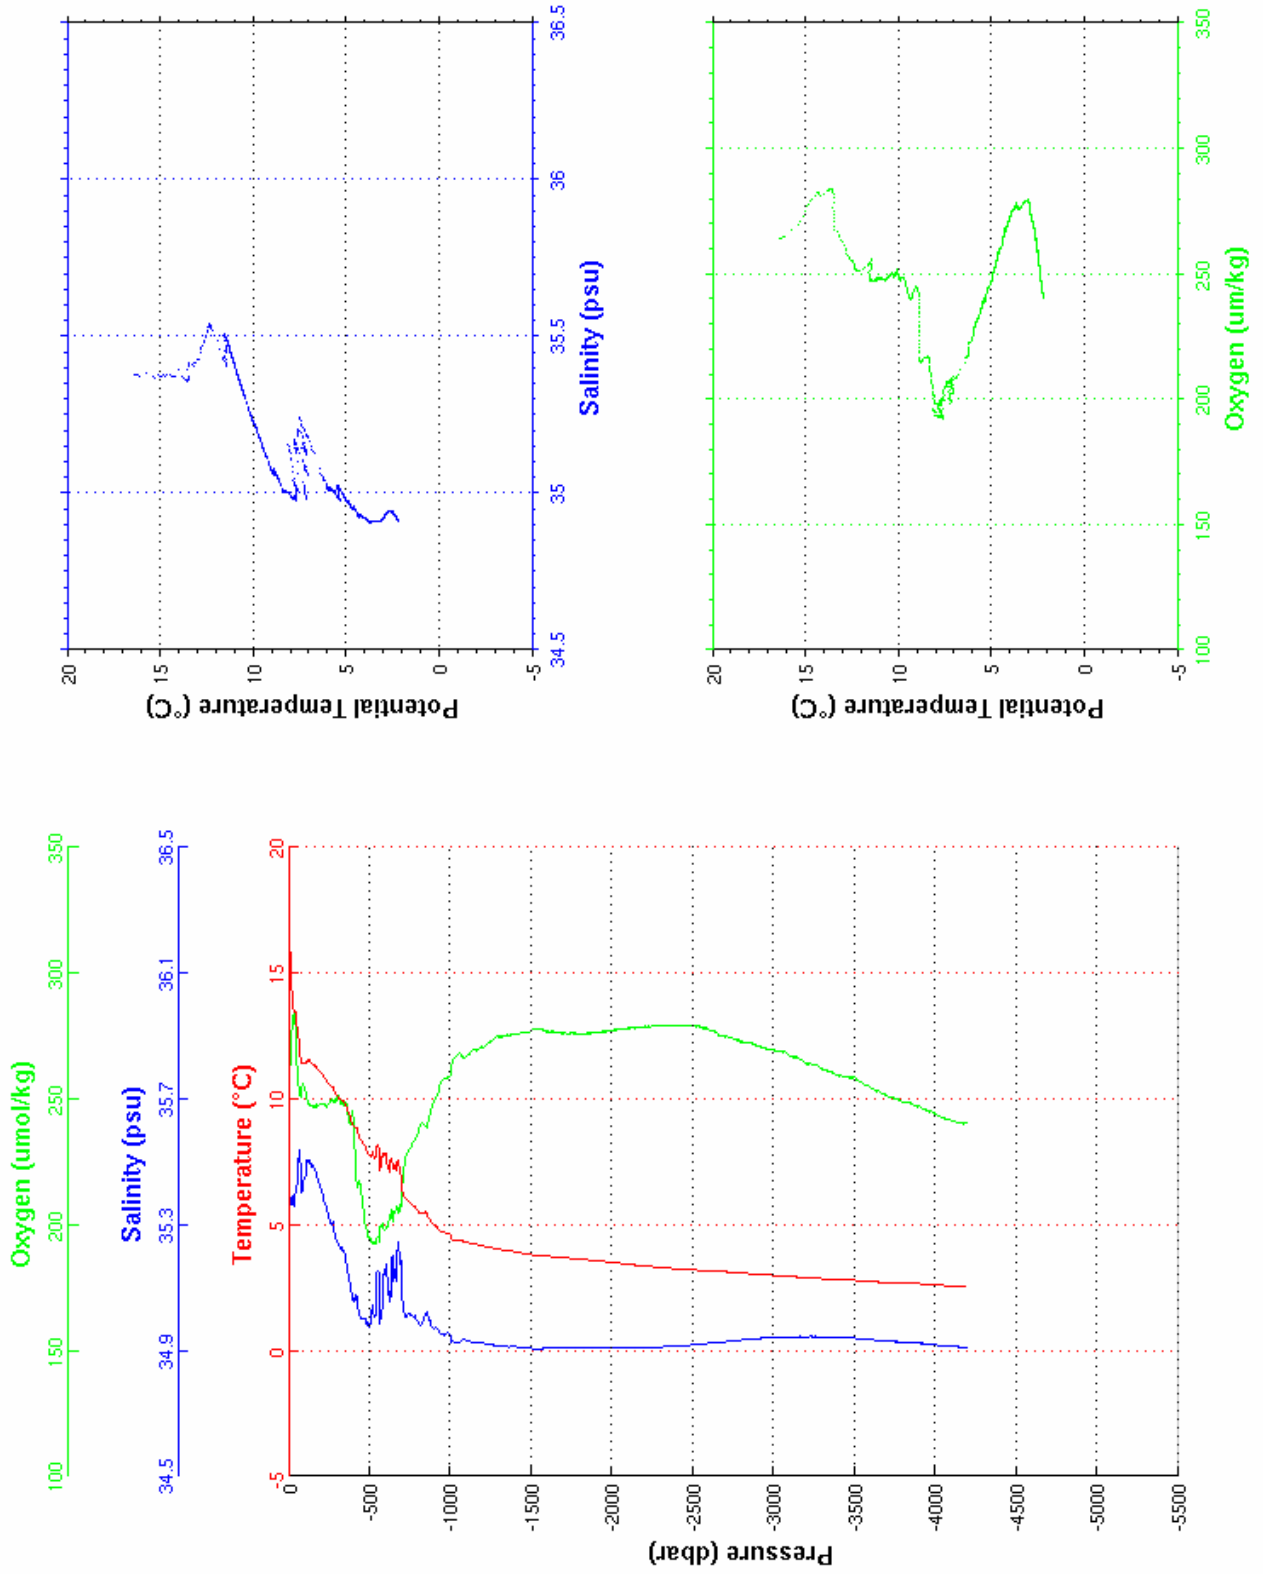 Oxygen (umol/kg)
100 150 200 250 300 350
Salinity (psu)
34.5 34.9 35.3 35.7 36.1 36.5
Temperature (°C)
-5 0 5 10 15 20
0
-500
-1000
-1500
-2000
-2500
-3000
-3500
-4000
-4500
-5000
-5500
Pressure (dbar)
20
15
10
5
0
-5
Potential Temperature (°C)
34.5 35 35.5 36 36.5
Salinity (psu)
20
15
10
5
0
-5
Potential Temperature (°C)
100 150 200 250 300 350
Oxygen (um/kg)